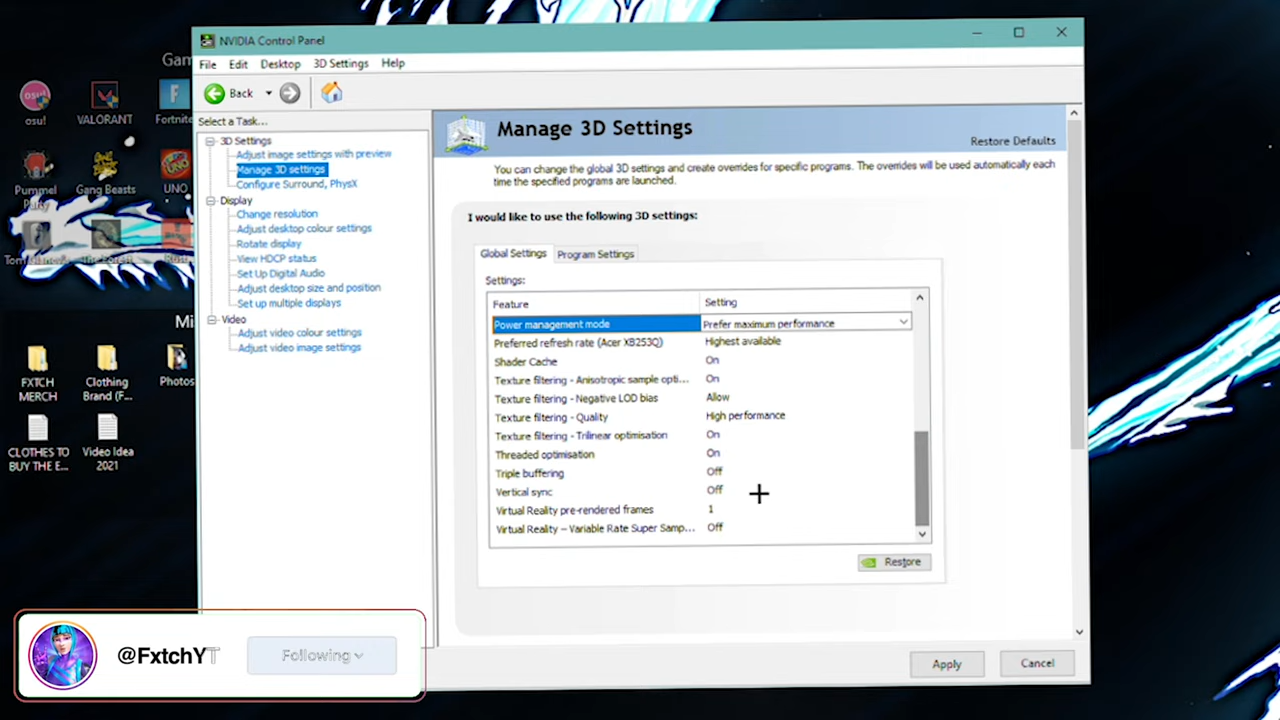 NVIDIA Control Panel
File Edit Desktop 3D Settings Help
Back
Select a Task...
3D Settings
Adjust image settings with preview
Manage 3D settings
Configure Surround, PhysX
Display
Change resolution
Adjust desktop colour settings
Rotate display
View HDCP status
Set Up Digital Audio
Adjust desktop size and position
Set up multiple displays
Video
Adjust video colour settings
Adjust video image settings
Manage 3D Settings
Restore Defaults
You can change the global 3D settings and create overrides for specific programs. The overrides will be used automatically each
time the specified programs are launched.
I would like to use the following 3D settings:
Global Settings Program Settings
Settings:
Feature Setting
Power management mode Prefer maximum performance
Preferred refresh rate (Acer XB253Q) Highest available
Shader Cache On
Texture filtering - Anisotropic sample opti... On
Texture filtering - Negative LOD bias Allow
Texture filtering - Quality High performance
Texture filtering - Trilinear optimisation On
Threaded optimisation On
Triple buffering Off
Vertical sync Off
Virtual Reality pre-rendered frames 1
Virtual Reality – Variable Rate Super Samp... Off
Restore
Apply Cancel
Gam
osu! VALORANT Fortnite
Pummel Gang Beasts UNO
Party
Mi
FXTCH Clothing Photos
MERCH Brand (F...
CLOTHES TO Video Idea
BUY THE E... 2021
@FxtchYT Following